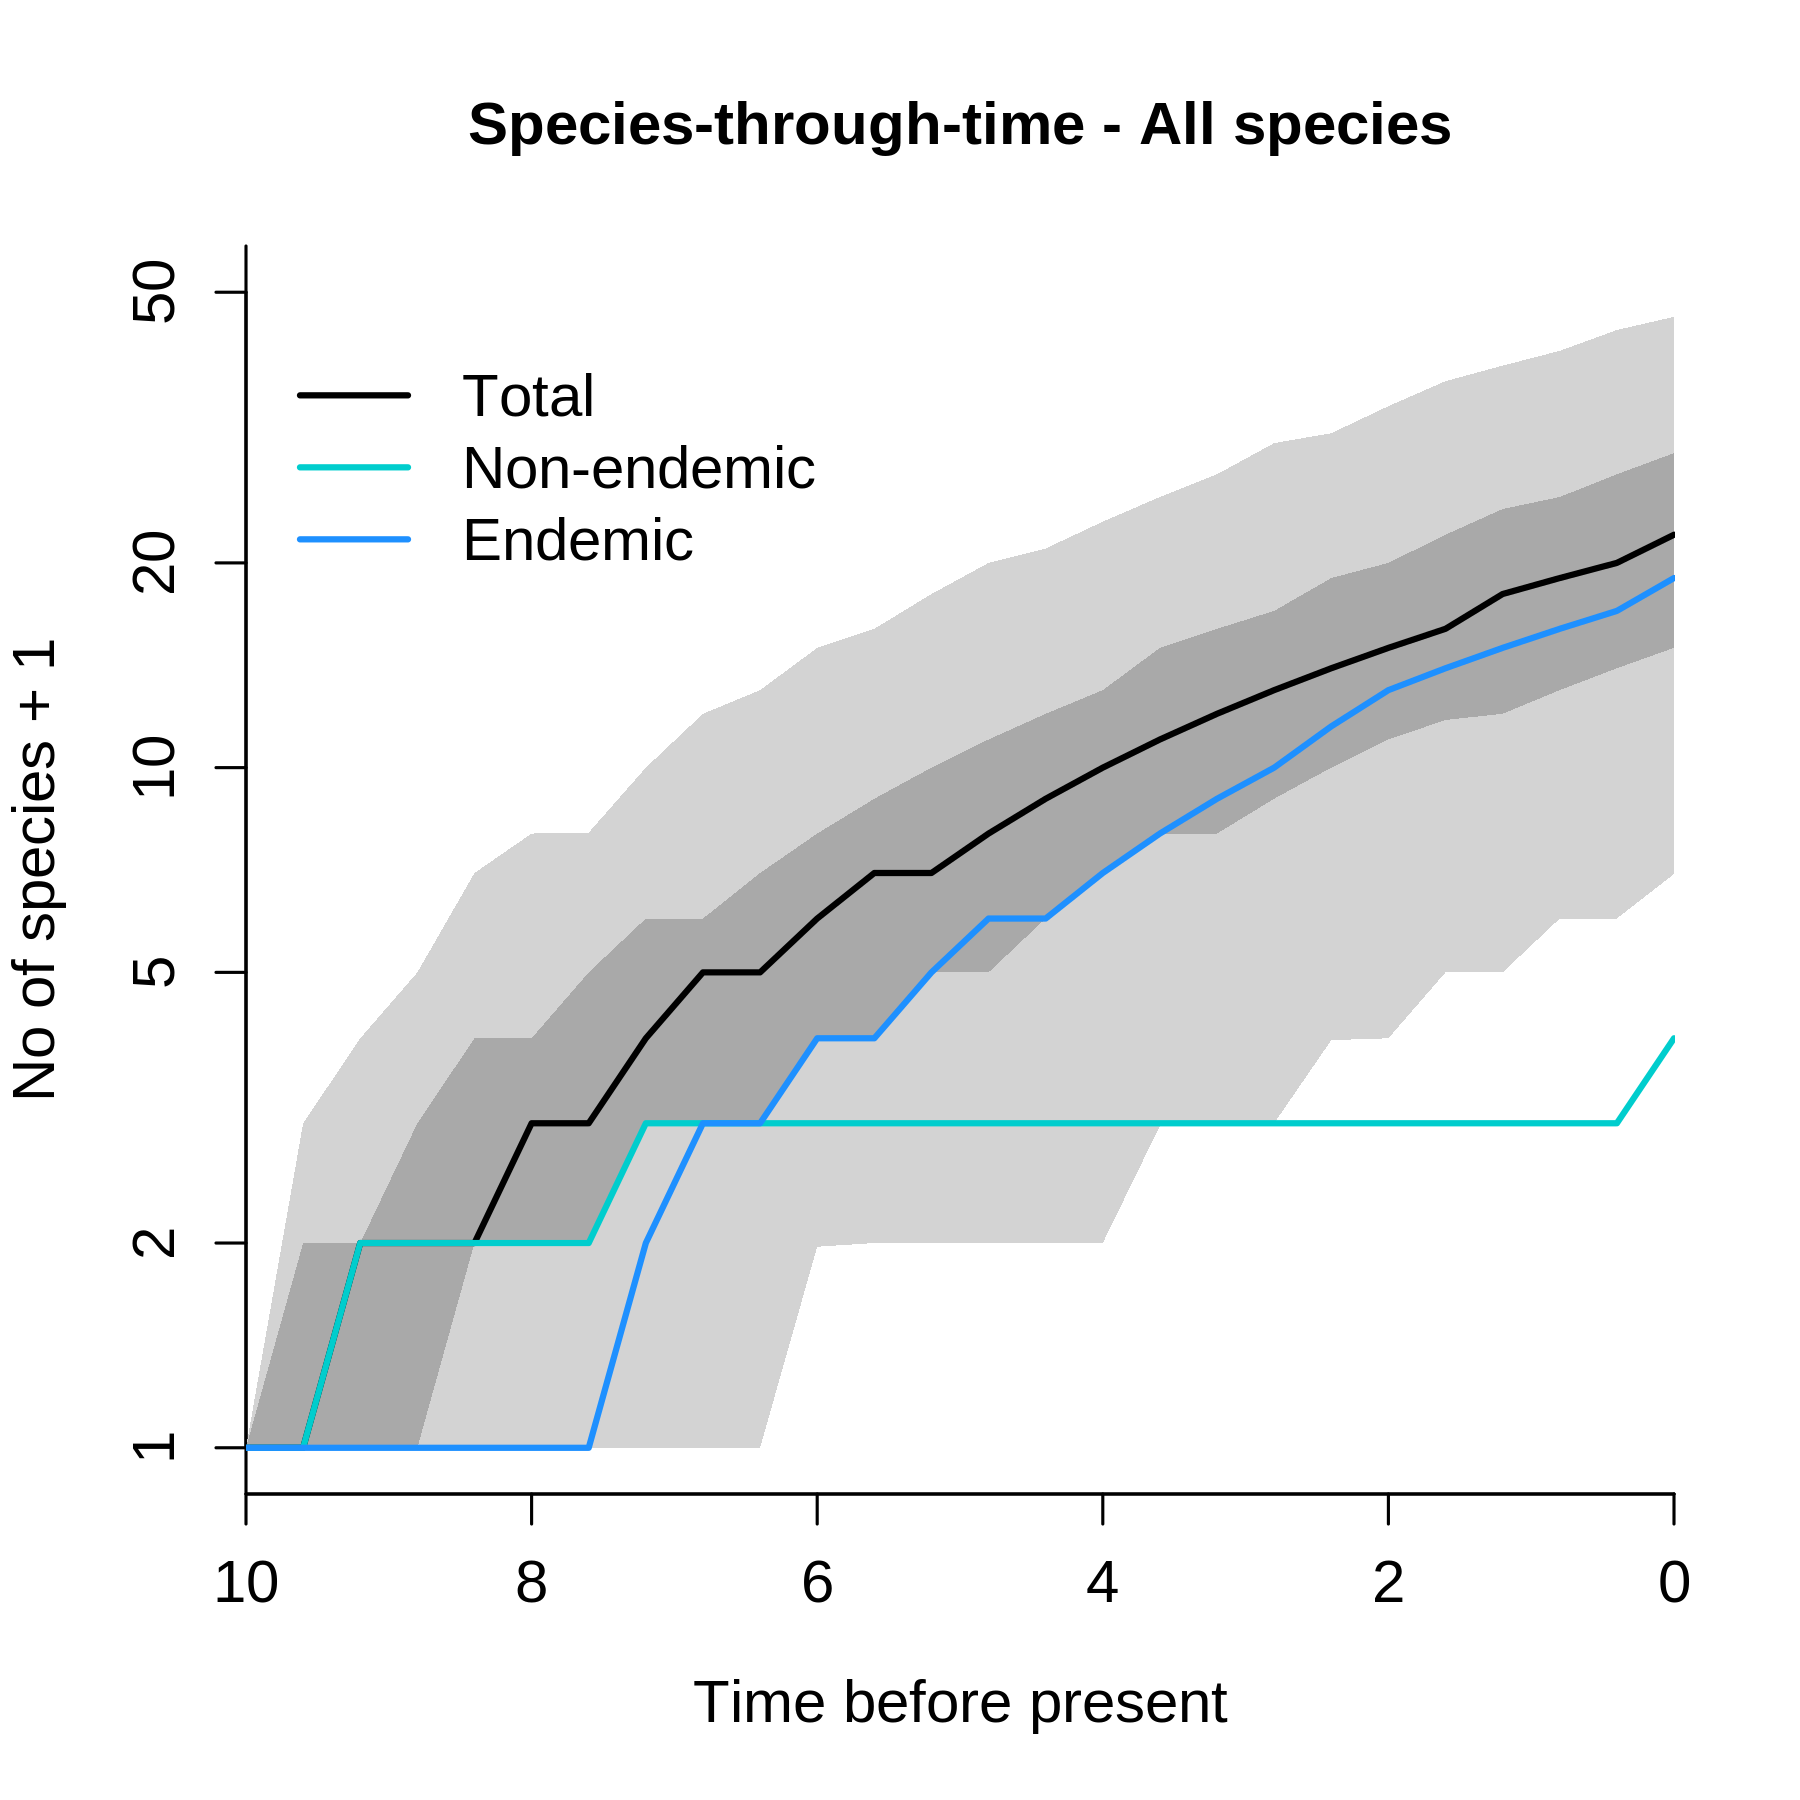 Species-through-time - All species
50
20
10
5
2
1
No of species + 1
Total
Non-endemic
Endemic
10 8 6 4 2 0
Time before present